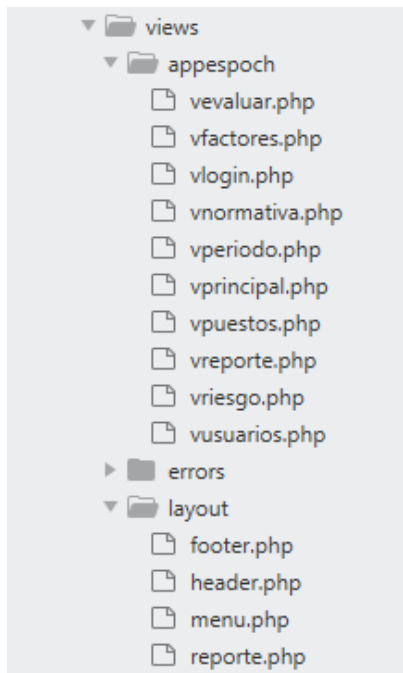 views
appespoch
vevaluar.php
vfactores.php
vlogin.php
vnormativa.php
vperiodo.php
vprincipal.php
vpuestos.php
vreporte.php
vriesgo.php
vusuarios.php
errors
layout
footer.php
header.php
menu.php
reporte.php